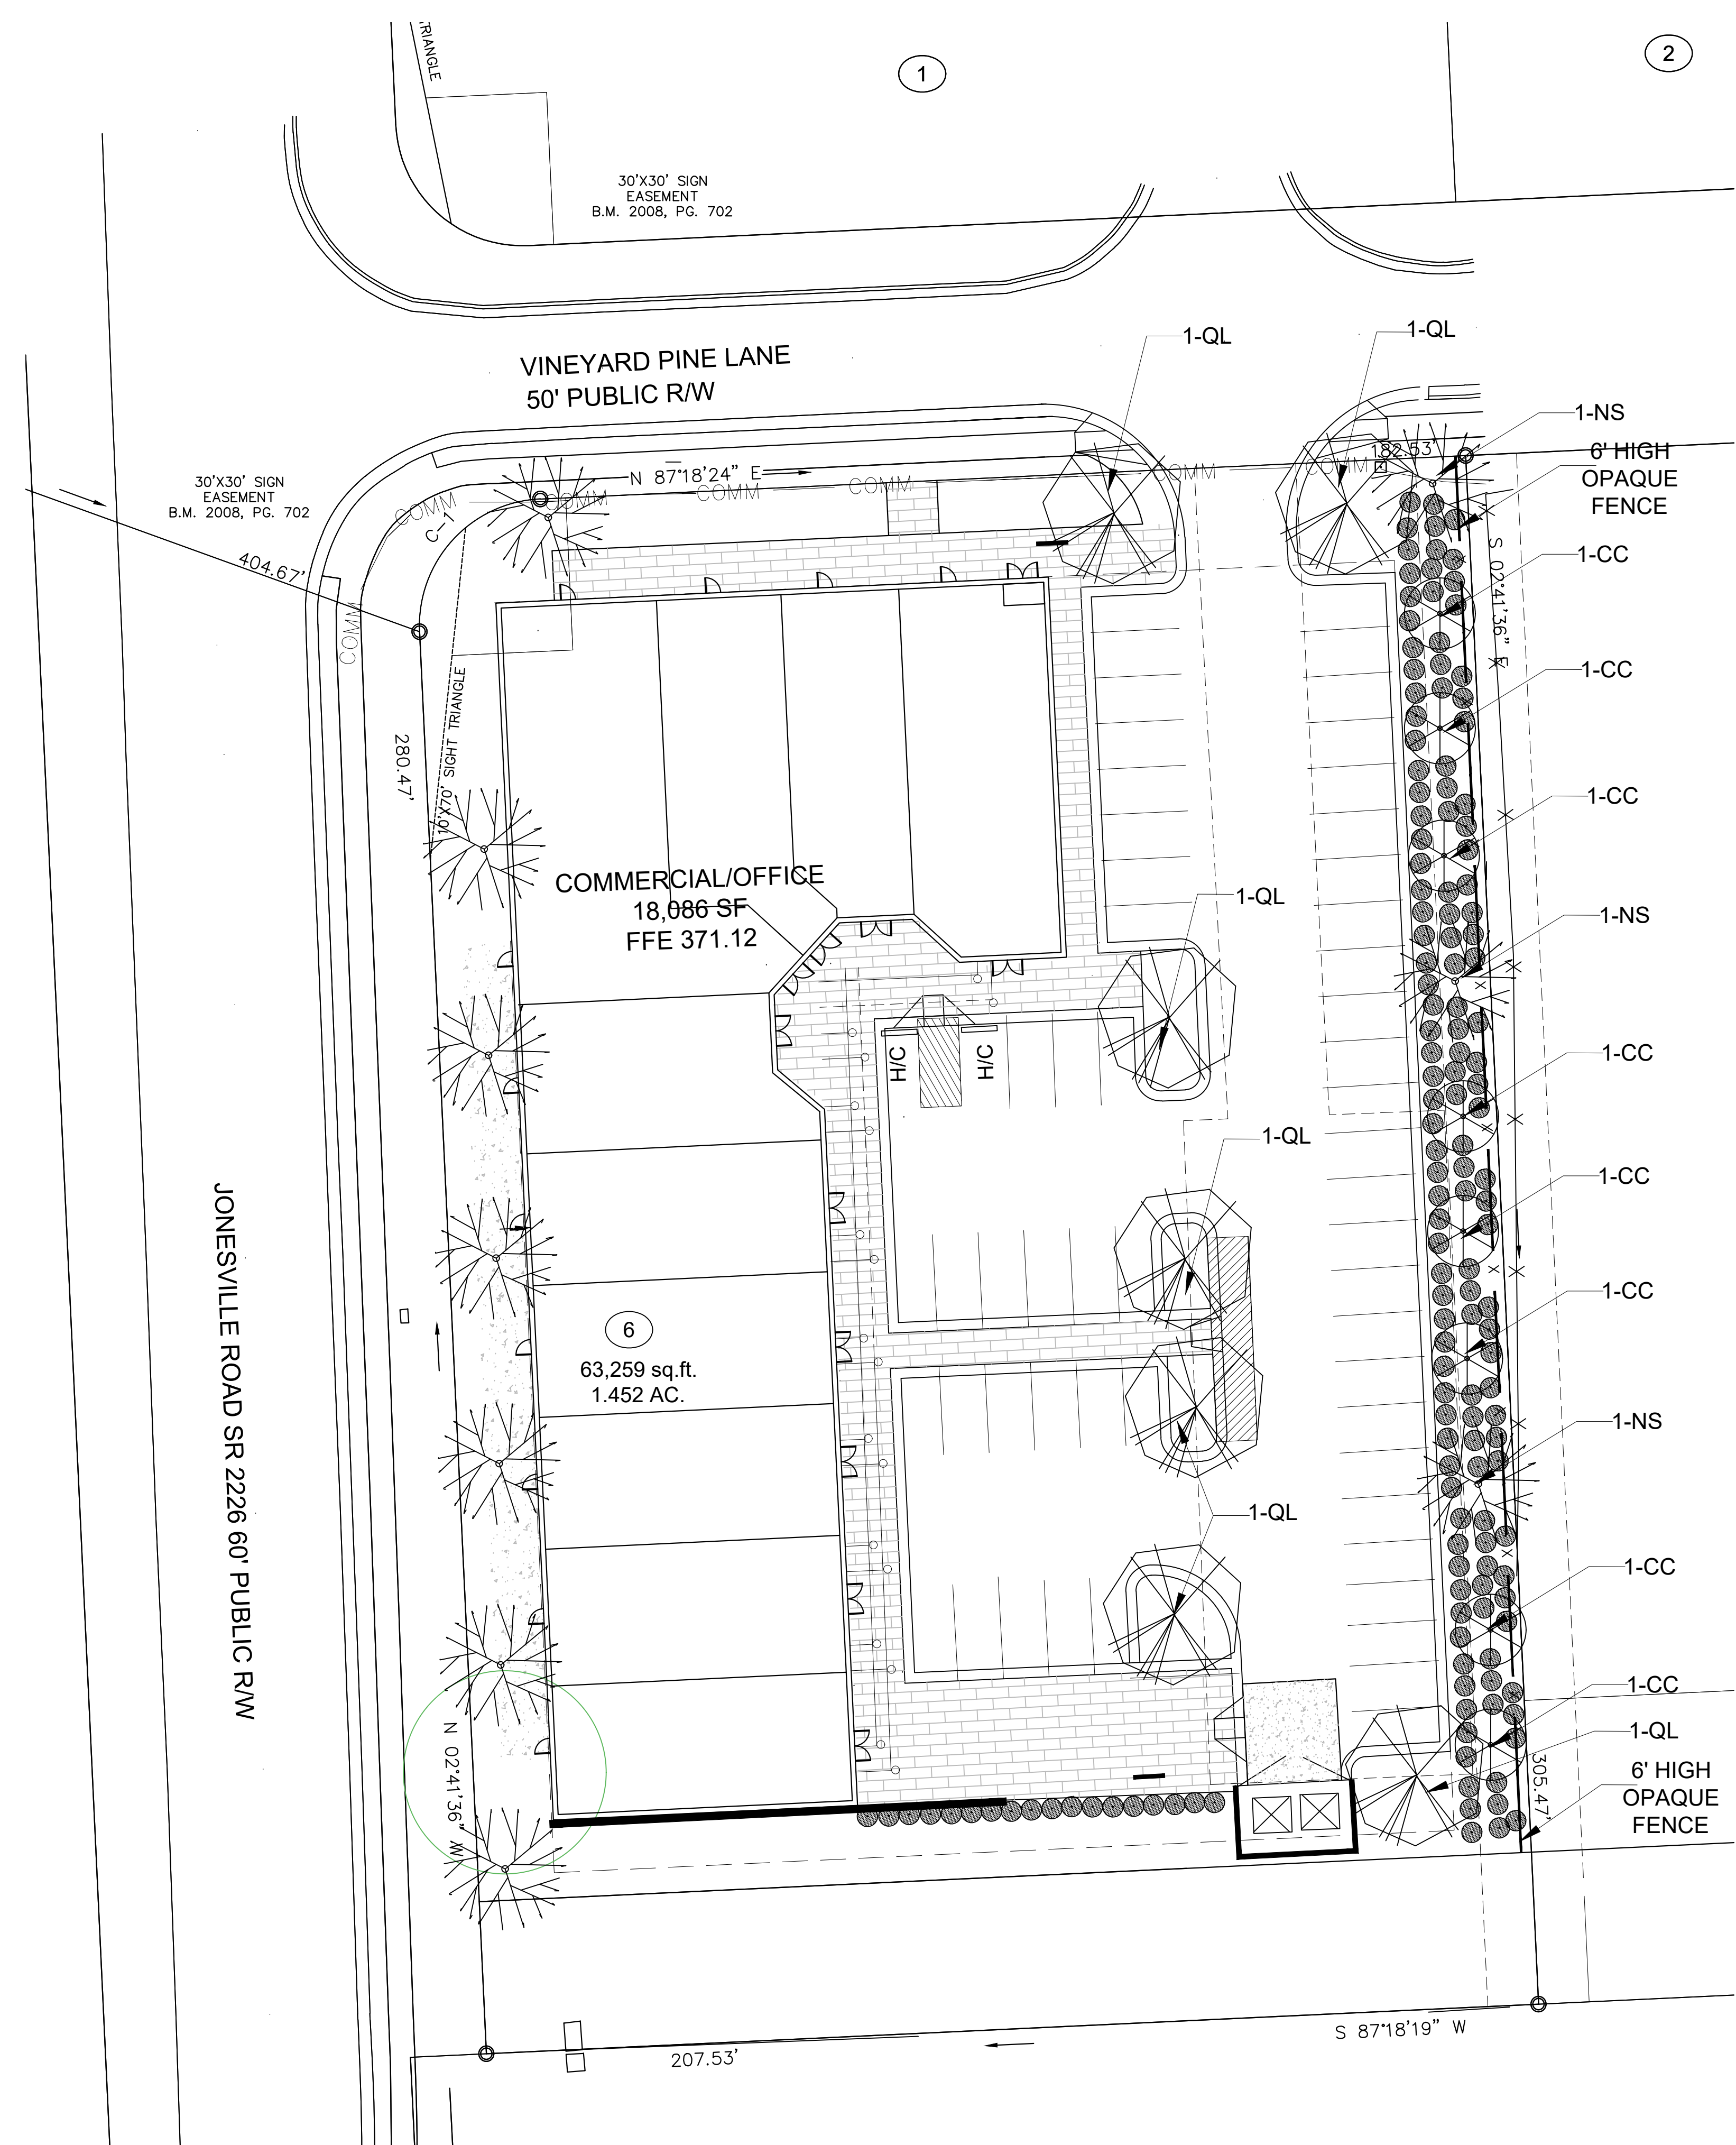 TRIANGLE
1
2
30'X30' SIGN
EASEMENT
B.M. 2008, PG. 702
VINEYARD PINE LANE
50' PUBLIC R/W
1-QL
1-QL
1-NS
182.53'
6' HIGH
OPAQUE
FENCE
N 87°18'24" E
COMM
COMM
COMM
COMM
COMM
COMM
COMM
30'X30' SIGN
EASEMENT
B.M. 2008, PG. 702
C-1
404.67'
S 02°41'36" E
1-CC
1-CC
280.47'
10'X70' SIGHT TRIANGLE
1-CC
COMMERCIAL/OFFICE
18,086 SF
FFE 371.12
1-QL
1-NS
H/C
H/C
1-CC
1-QL
1-CC
1-CC
6
63,259 sq.ft.
1.452 AC.
JONESVILLE ROAD SR 2226 60' PUBLIC R/W
1-NS
1-QL
1-CC
1-CC
1-QL
N 02°41'36" W
305.47'
6' HIGH
OPAQUE
FENCE
S 87°18'19" W
207.53'